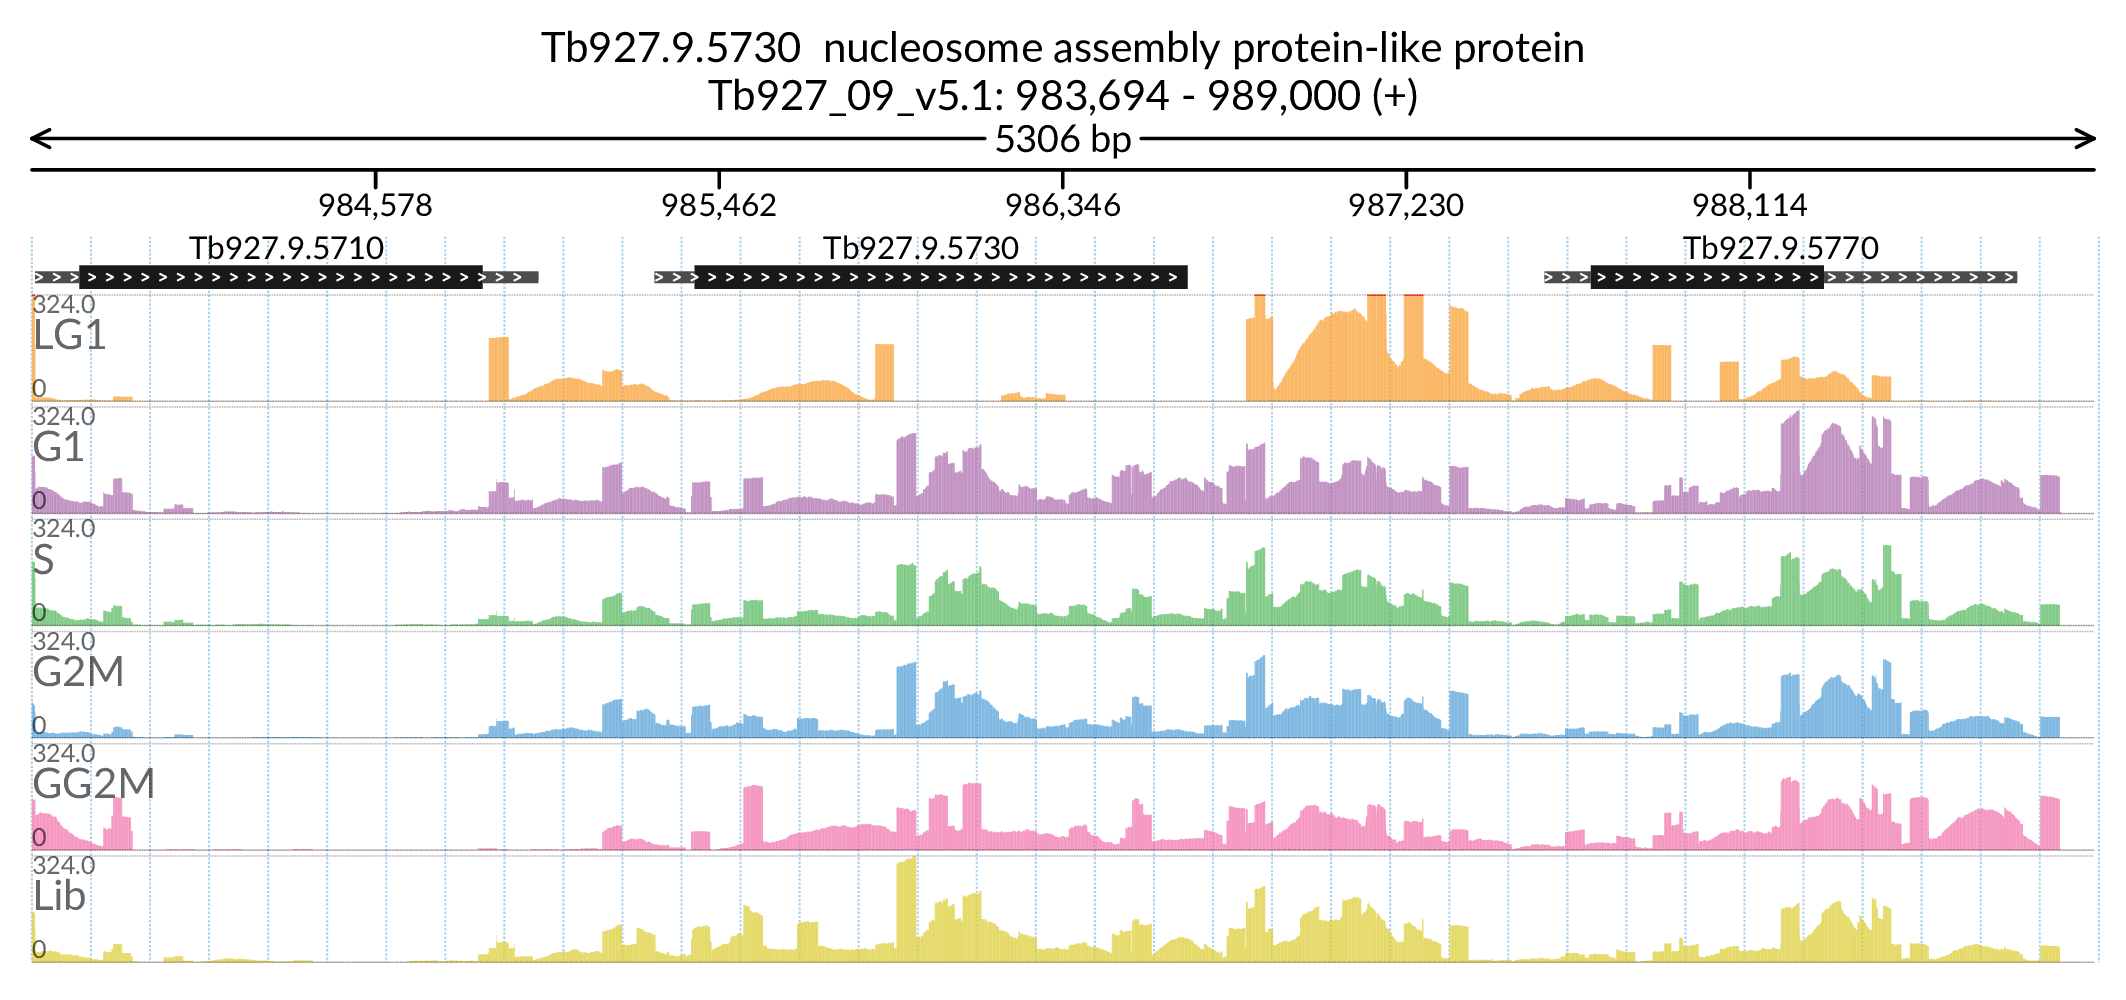 Tb927.9.5730 nucleosome assembly protein-like protein
Tb927_09_v5.1: 983,694 - 989,000 (+)
5306 bp
984,578 985,462 986,346 987,230 988,114
Tb927.9.5710 Tb927.9.5730 Tb927.9.5770
324.0
LG1
0
324.0
G1
0
324.0
S
0
324.0
G2M
0
324.0
GG2M
0
324.0
Lib
0